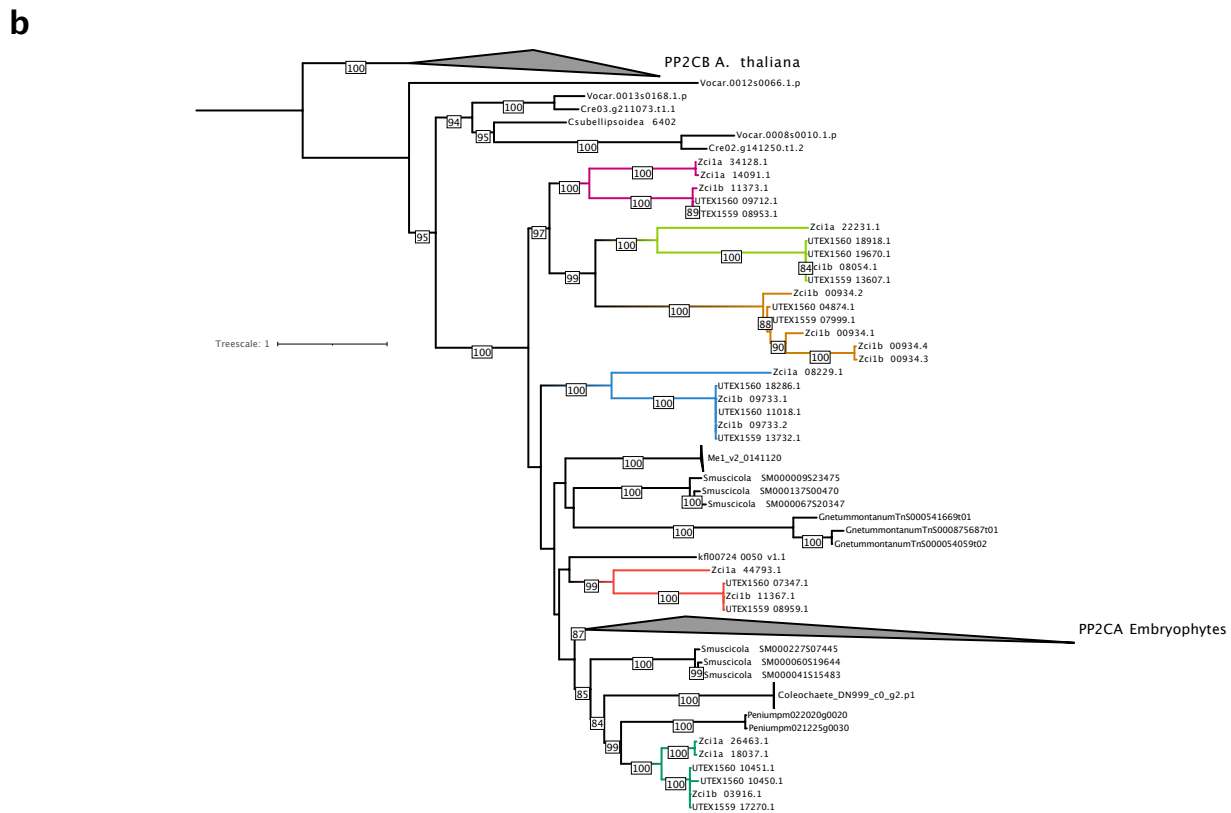 b
PP2CB A. thaliana
100
Vocar.0012s0066.1.p
Vocar.0013s0168.1.p
100
Cre03.g211073.t1.1
94
Csubellipsoidea 6402
95
Vocar.0008s0010.1.p
100
Cre02.g141250.t1.2
Zci1a 34128.1
100
Zci1a 14091.1
100
Zci1b 11373.1
100
UTEX1560 09712.1
89
TEX1559 08953.1
Zci1a 22231.1
97
95
100
UTEX1560 18918.1
UTEX1560 19670.1
100
84
ci1b 08054.1
99
UTEX1559 13607.1
Zci1b 00934.2
100
UTEX1560 04874.1
88
UTEX1559 07999.1
Zci1b 00934.1
Treescale: 1
90
Zci1b 00934.4
100
100
Zci1b 00934.3
Zci1a 08229.1
100
UTEX1560 18286.1
100
Zci1b 09733.1
UTEX1560 11018.1
Zci1b 09733.2
UTEX1559 13732.1
100
Me1_v2_0141120
Smuscicola SM000009S23475
100
Smuscicola SM000137S00470
100
Smuscicola SM000067S20347
GnetummontanumTnS000541669t01
100
GnetummontanumTnS000875687t01
100
GnetummontanumTnS000054059t02
kfl00724 0050 v1.1
Zci1a 44793.1
99
UTEX1560 07347.1
100
Zci1b 11367.1
UTEX1559 08959.1
87
PP2CA Embryophytes
Smuscicola SM000227S07445
100
Smuscicola SM000060S19644
99
Smuscicola SM000041S15483
85
100
Coleochaete_DN999_c0_g2.p1
84
Peniumpm022020g0020
100
Peniumpm021225g0030
99
Zci1a 26463.1
100
Zci1a 18037.1
100
UTEX1560 10451.1
100
UTEX1560 10450.1
Zci1b 03916.1
UTEX1559 17270.1